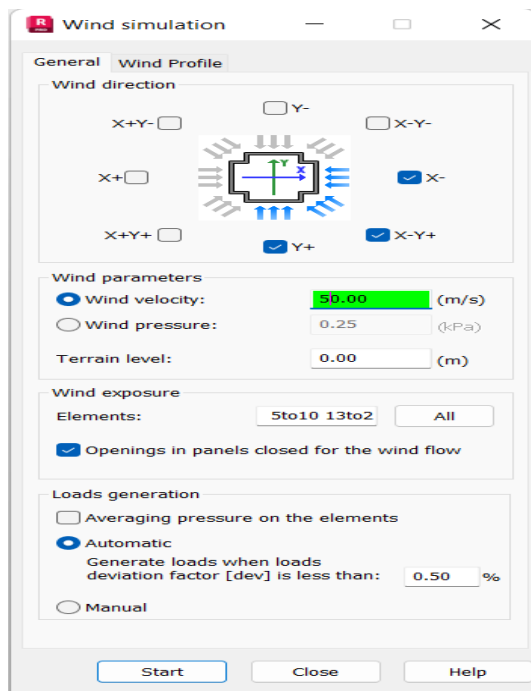 R
PRO
Wind simulation
General
Wind Profile
Wind direction
Y-
X+Y-
X-Y-
Y
X
X+
X-
X+Y+
X-Y+
Y+
Wind parameters
Wind velocity:
50.00
(m/s)
Wind pressure:
0.25
(kPa)
Terrain level:
0.00
(m)
Wind exposure
Elements:
5to10 13to2
All
Openings in panels closed for the wind flow
Loads generation
Averaging pressure on the elements
Automatic
Generate loads when loads
deviation factor [dev] is less than:
0.50
%
Manual
Start
Close
Help